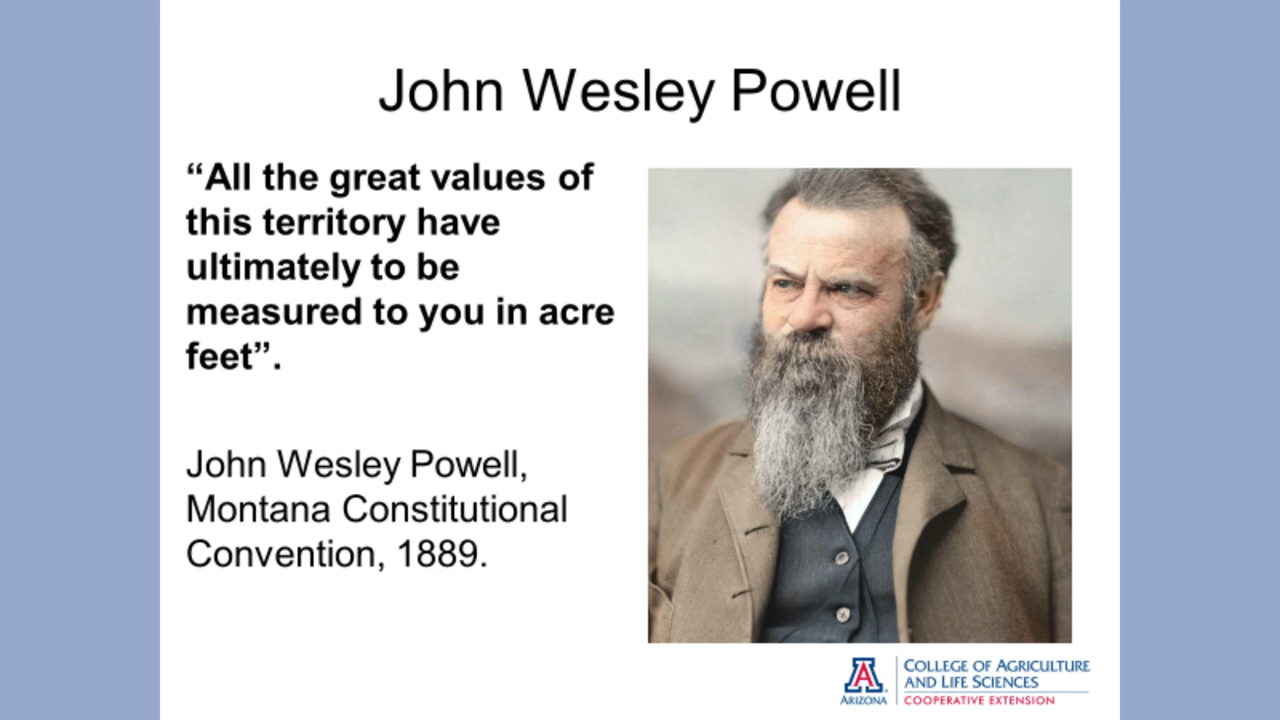 John Wesley Powell
“All the great values of
this territory have
ultimately to be
measured to you in acre
feet”.
John Wesley Powell,
Montana Constitutional
Convention, 1889.
A
ARIZONA
COLLEGE OF AGRICULTURE
AND LIFE SCIENCES
COOPERATIVE EXTENSION